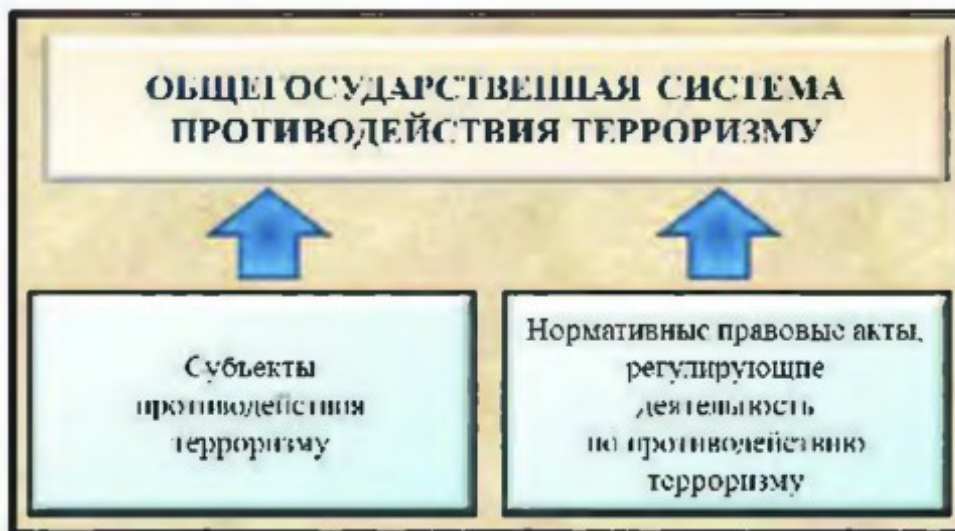 ОБЩЕГОСУДАРСТВЕННАЯ СИСТЕМА
ПРОТИВОДЕЙСТВИЯ ТЕРРОРИЗМУ
Субъекты
противодействия
терроризму
Нормативные правовые акты,
регулирующие
деятельность
по противодействию
терроризму